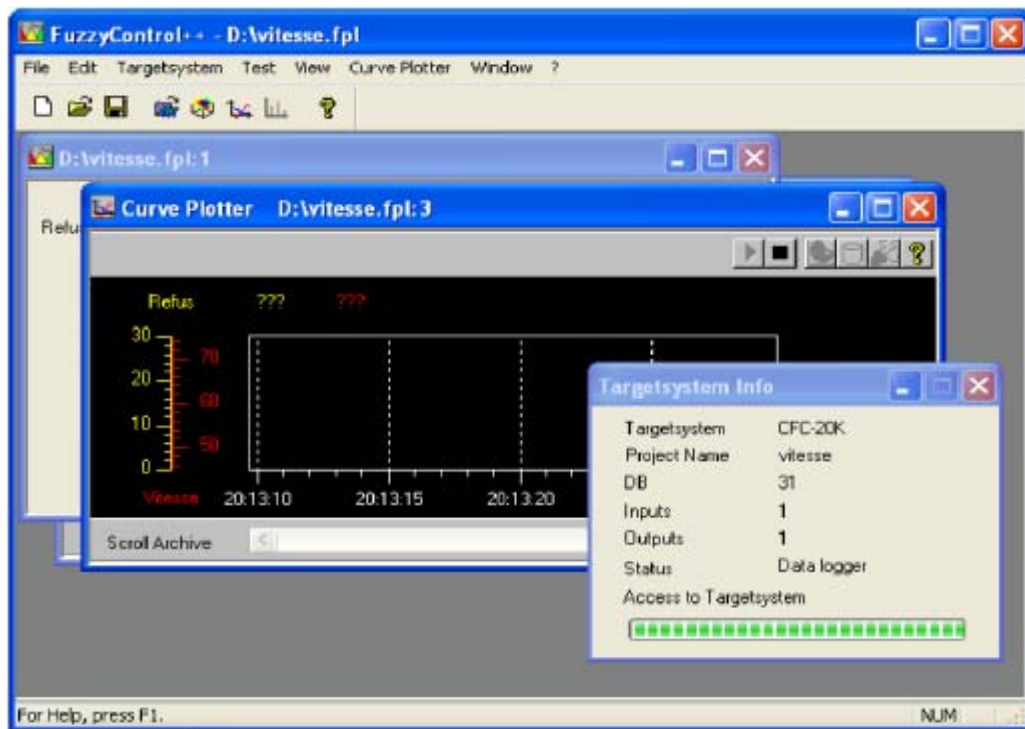 FuzzyControl++ - D:\vitesse.fpl
File Edit Targetsystem Test View Curve Plotter Window ?
D:\vitesse.fpl:1
Curve Plotter D:\vitesse.fpl:3
Refus ??? ???
30
70
20
60
10
50
0
Vitesse 20:13:10 20:13:15 20:13:20
Scroll Archive
Targetsystem Info
Targetsystem CFC-20K
Project Name vitesse
DB 31
Inputs 1
Outputs 1
Status Data logger
Access to Targetsystem
For Help, press F1. NUM